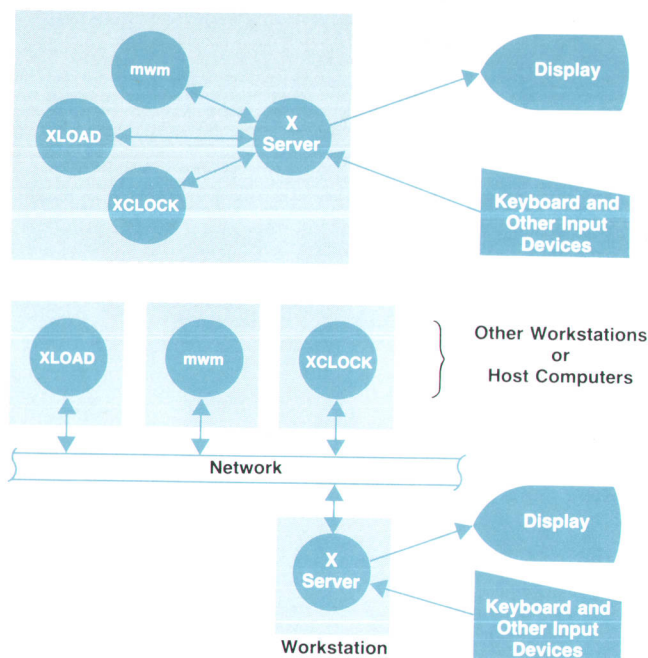 mwm
XLOAD
X
Server
XCLOCK
Display
Keyboard and
Other Input
Devices
XLOAD
mwm
XCLOCK
Other Workstations
or
Host Computers
Network
X
Server
Workstation
Display
Keyboard and
Other Input
Devices